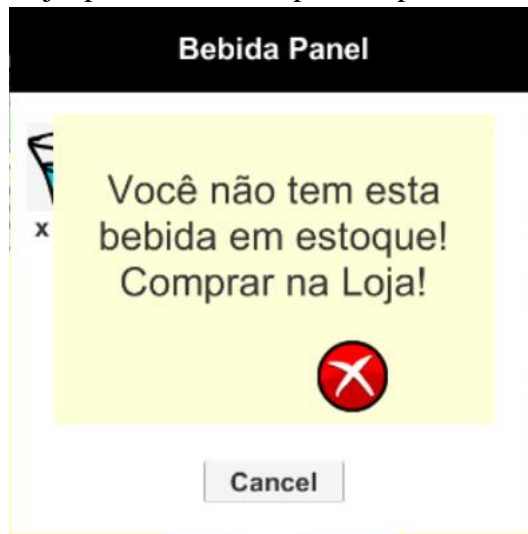 Bebida Panel
Você não tem esta
x
bebida em estoque!
Comprar na Loja!
Cancel